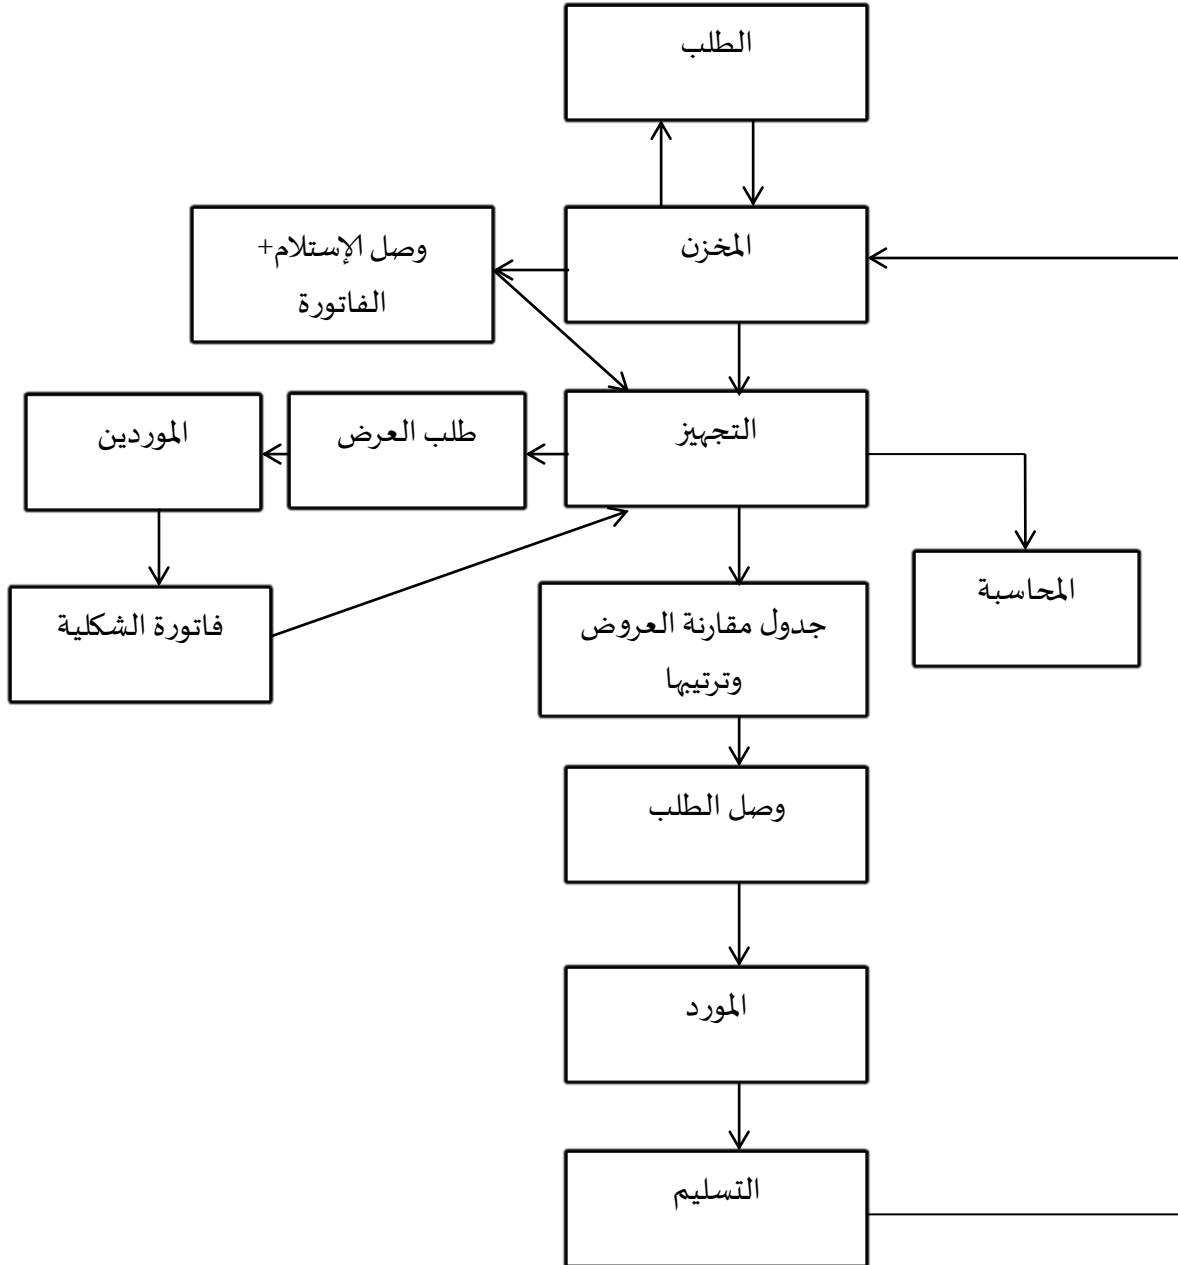 الطلب
المخزن
وصل الإستلام+
الفاتورة
التجهيز
طلب العرض
الموردين
فاتورة الشكلية
المحاسبة
جدول مقارنة العروض
وترتيبها
وصل الطلب
المورد
التسليم